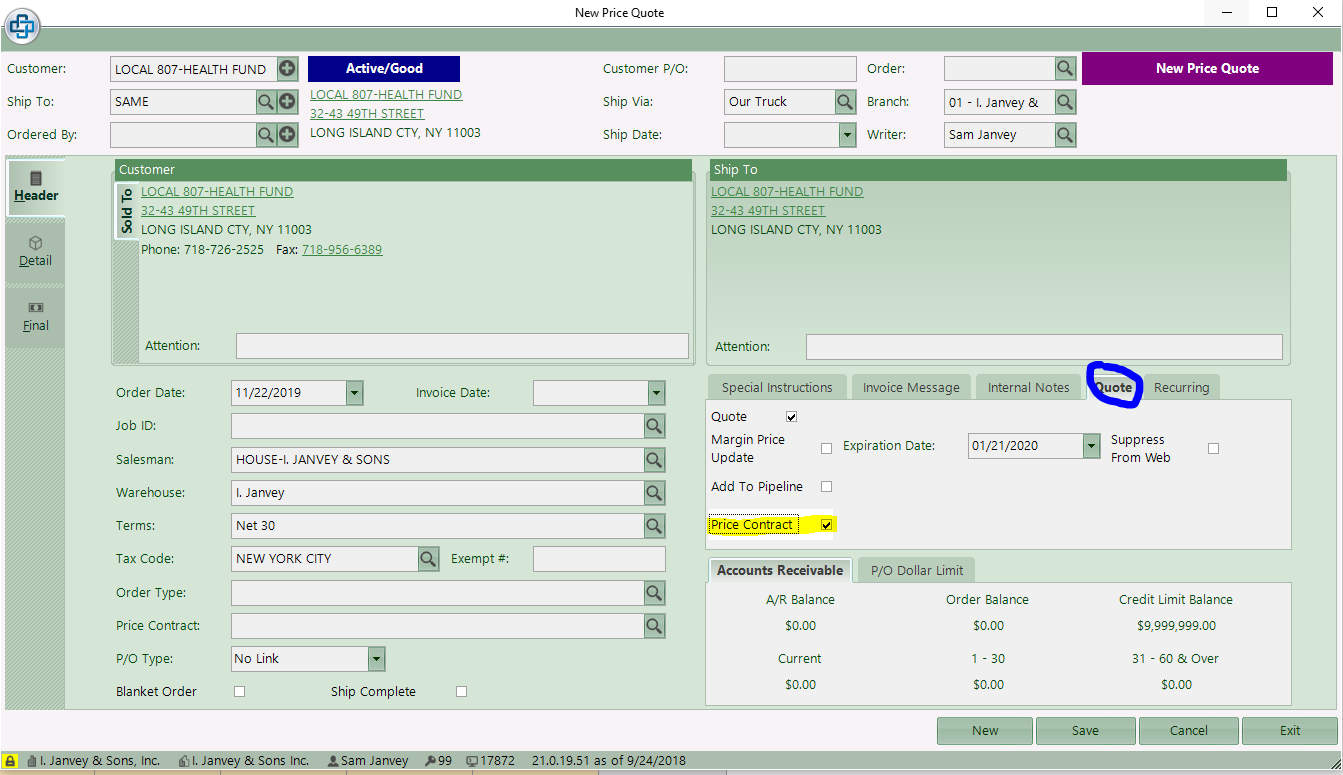 New Price Quote
Customer: LOCAL 807-HEALTH FUND Active/Good Customer P/O: Order: New Price Quote
Ship To: SAME LOCAL 807-HEALTH FUND Ship Via: Our Truck Branch: 01 - I. Janvey &
32-43 49TH STREET
Ordered By: LONG ISLAND CTY, NY 11003 Ship Date: Writer: Sam Janvey
Header
Detail
Final
Customer
Sold To
LOCAL 807-HEALTH FUND
32-43 49TH STREET
LONG ISLAND CTY, NY 11003
Phone: 718-726-2525 Fax: 718-956-6389
Attention:
Ship To
LOCAL 807-HEALTH FUND
32-43 49TH STREET
LONG ISLAND CTY, NY 11003
Attention:
Order Date: 11/22/2019 Invoice Date:
Job ID:
Salesman: HOUSE-I. JANVEY & SONS
Warehouse: I. Janvey
Terms: Net 30
Tax Code: NEW YORK CITY Exempt #:
Order Type:
Price Contract:
P/O Type: No Link
Blanket Order Ship Complete
Special Instructions Invoice Message Internal Notes Quote Recurring
Quote
Margin Price Update Expiration Date: 01/21/2020 Suppress From Web
Add To Pipeline
Price Contract
Accounts Receivable P/O Dollar Limit
A/R Balance Order Balance Credit Limit Balance
$0.00 $0.00 $9,999,999.00
Current 1 - 30 31 - 60 & Over
$0.00 $0.00 $0.00
New Save Cancel Exit
I. Janvey & Sons, Inc. I. Janvey & Sons Inc. Sam Janvey 99 17872 21.0.19.51 as of 9/24/2018